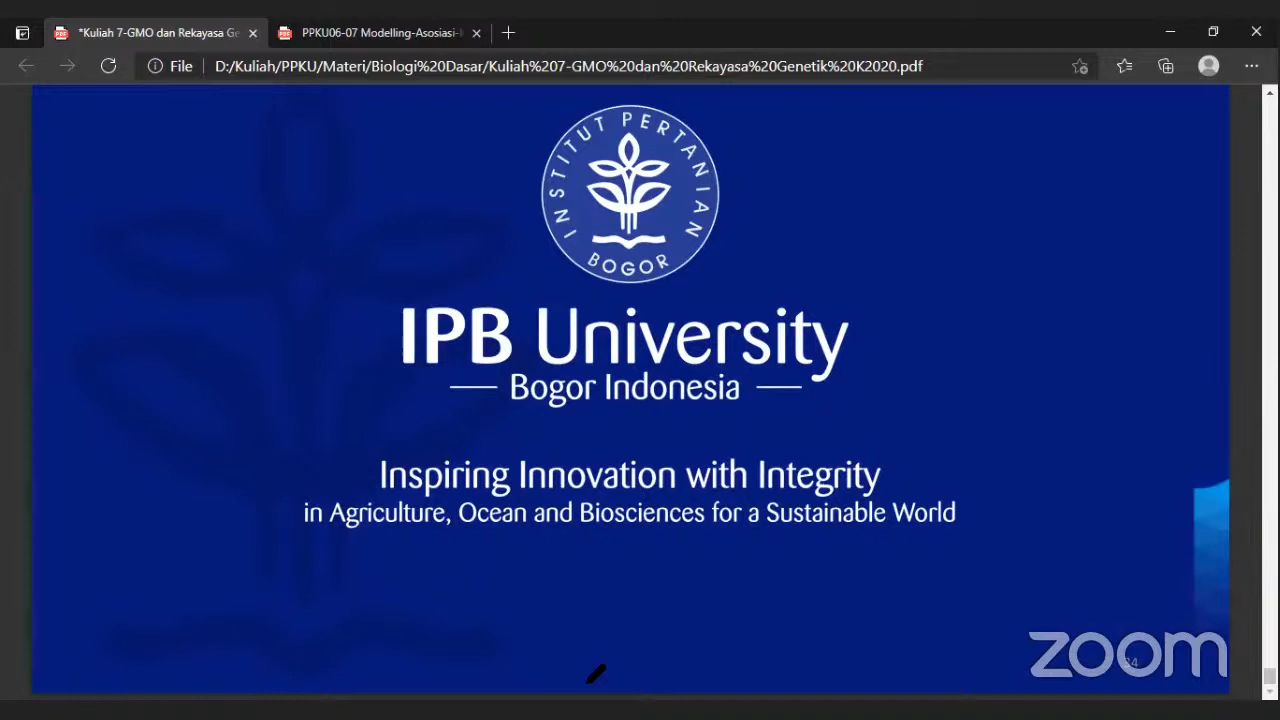 *Kuliah 7-GMO dan Rekayasa Ge
PPKU06-07 Modelling-Asosiasi-
File
D:/Kuliah/PPKU/Materi/Biologi%20Dasar/Kuliah%207-GMO%20dan%20Rekayasa%20Genetik%20K2020.pdf
INSTITUT PERTANIAN
BOGOR
IPB University
Bogor Indonesia
Inspiring Innovation with Integrity
in Agriculture, Ocean and Biosciences for a Sustainable World
zoom